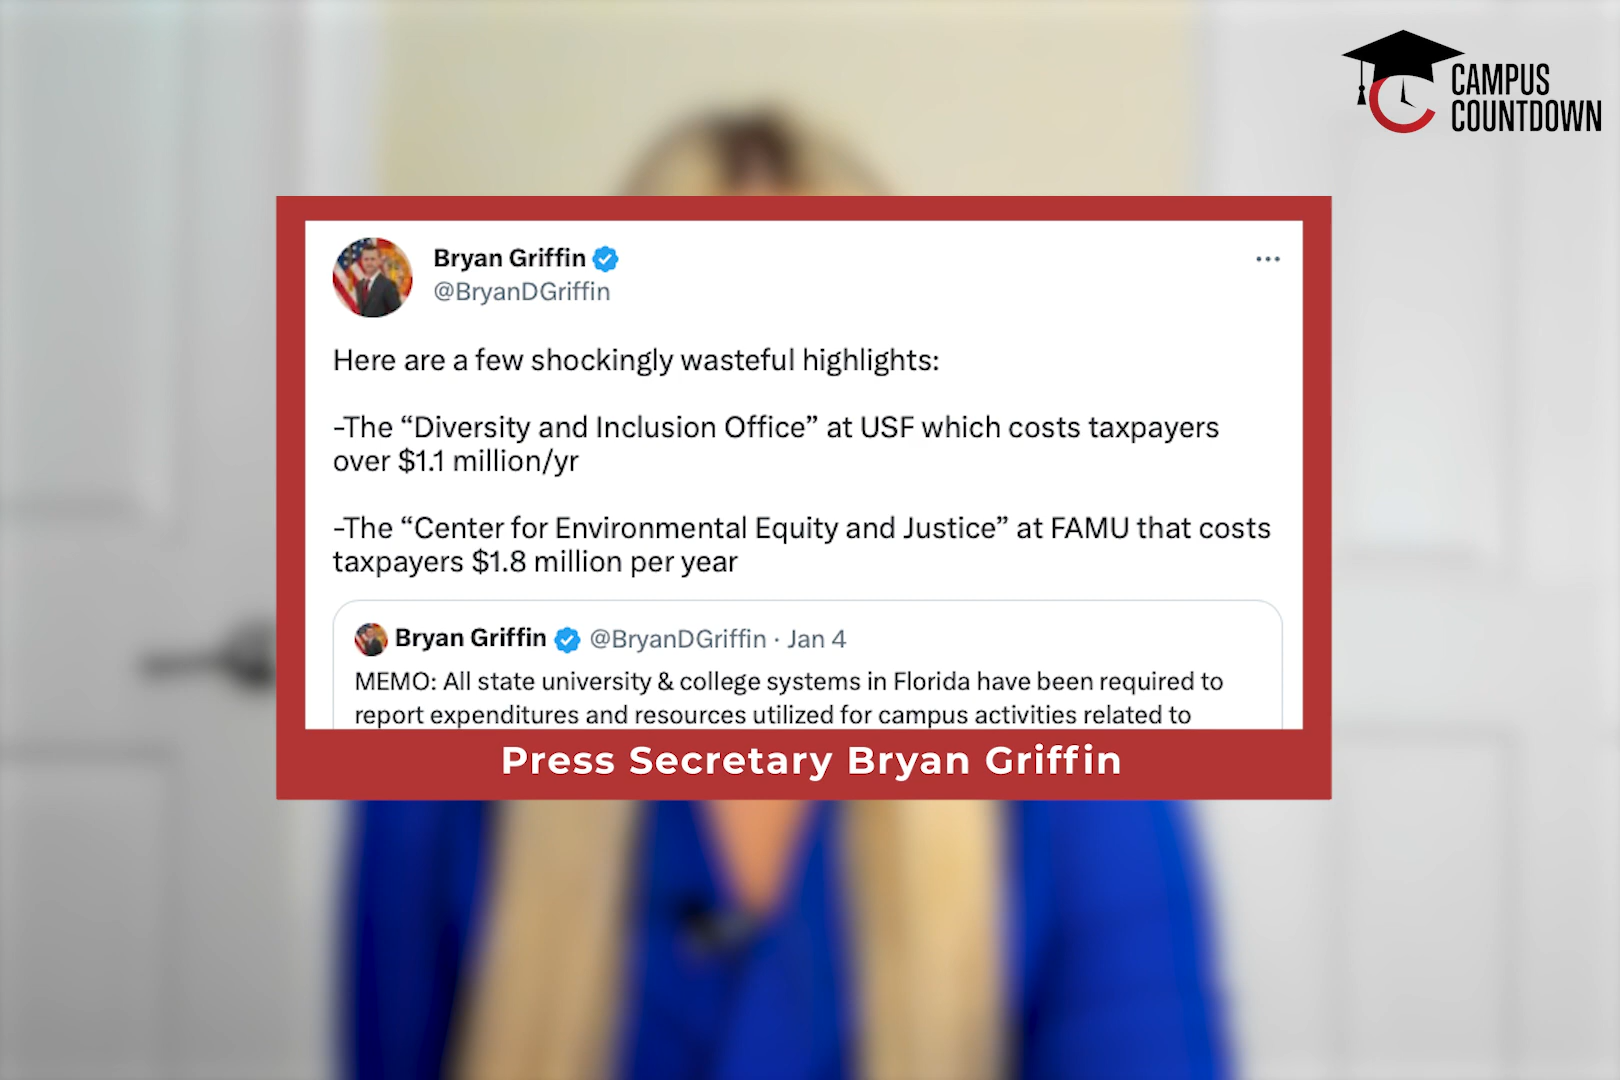 CAMPUS
COUNTDOWN
Bryan Griffin
@BryanDGriffin
Here are a few shockingly wasteful highlights:
-The “Diversity and Inclusion Office” at USF which costs taxpayers
over $1.1 million/yr
-The “Center for Environmental Equity and Justice” at FAMU that costs
taxpayers $1.8 million per year
Bryan Griffin @BryanDGriffin · Jan 4
MEMO: All state university & college systems in Florida have been required to
report expenditures and resources utilized for campus activities related to
Press Secretary Bryan Griffin